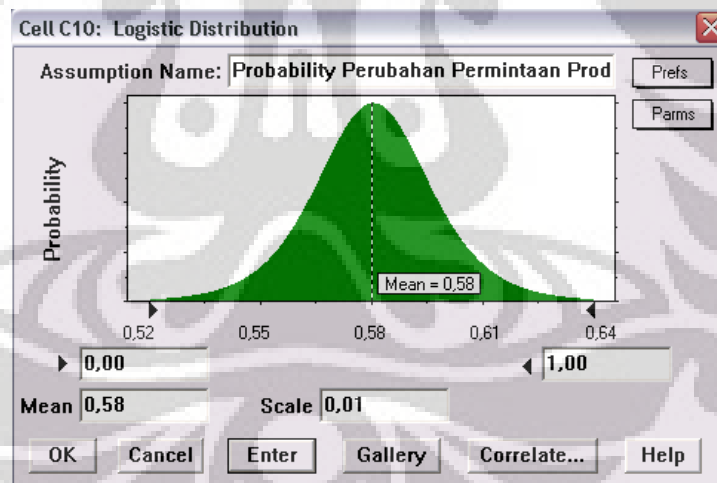 Cell C10: Logistic Distribution
Assumption Name: Probability Perubahan Permintaan Prod
Prefs
Parms
Probability
Mean = 0,58
0,52 0,55 0,58 0,61 0,64
0,00 1,00
Mean 0,58 Scale 0,01
OK Cancel Enter Gallery Correlate... Help